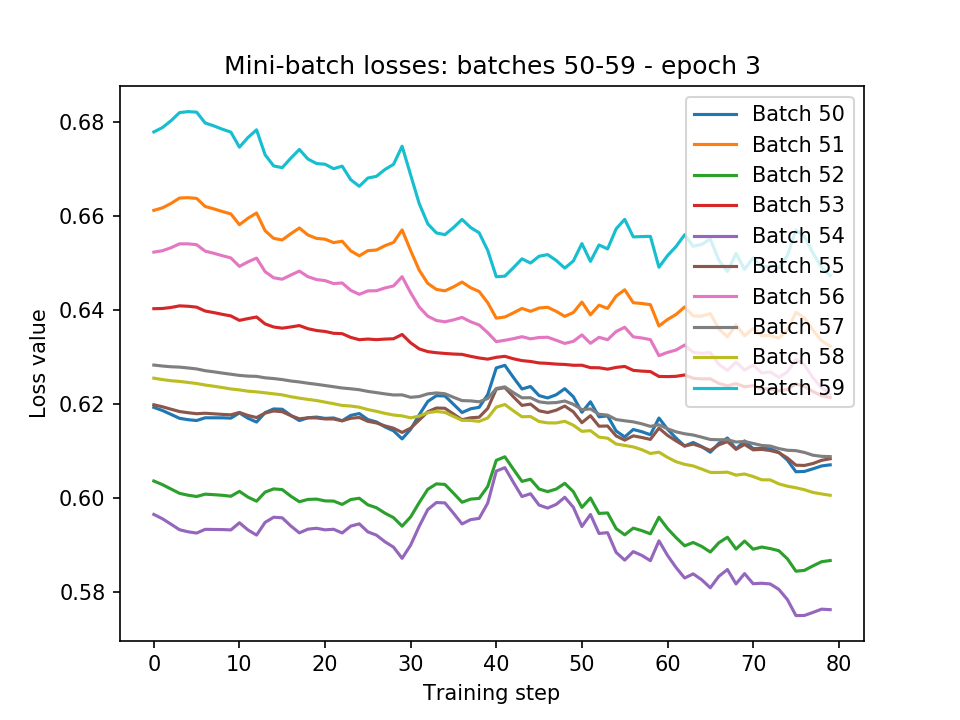 Mini-batch losses: batches 50-59 - epoch 3
Loss value
0.68
0.66
0.64
0.62
0.60
0.58
Batch 50
Batch 51
Batch 52
Batch 53
Batch 54
Batch 55
Batch 56
Batch 57
Batch 58
Batch 59
0 10 20 30 40 50 60 70 80
Training step